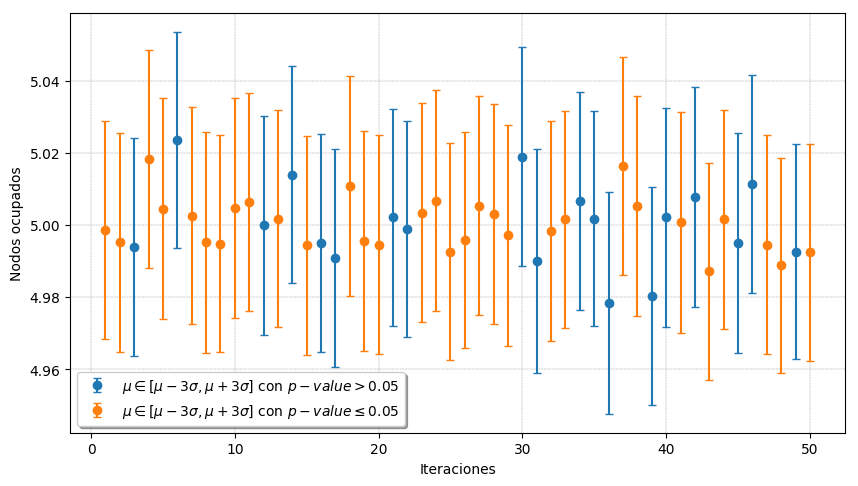 5.04
5.02
5.00
4.98
4.96
Nodos ocupados
μ ∈ [μ − 3σ, μ + 3σ] con p − value > 0.05
μ ∈ [μ − 3σ, μ + 3σ] con p − value ≤ 0.05
0 10 20 30 40 50
Iteraciones